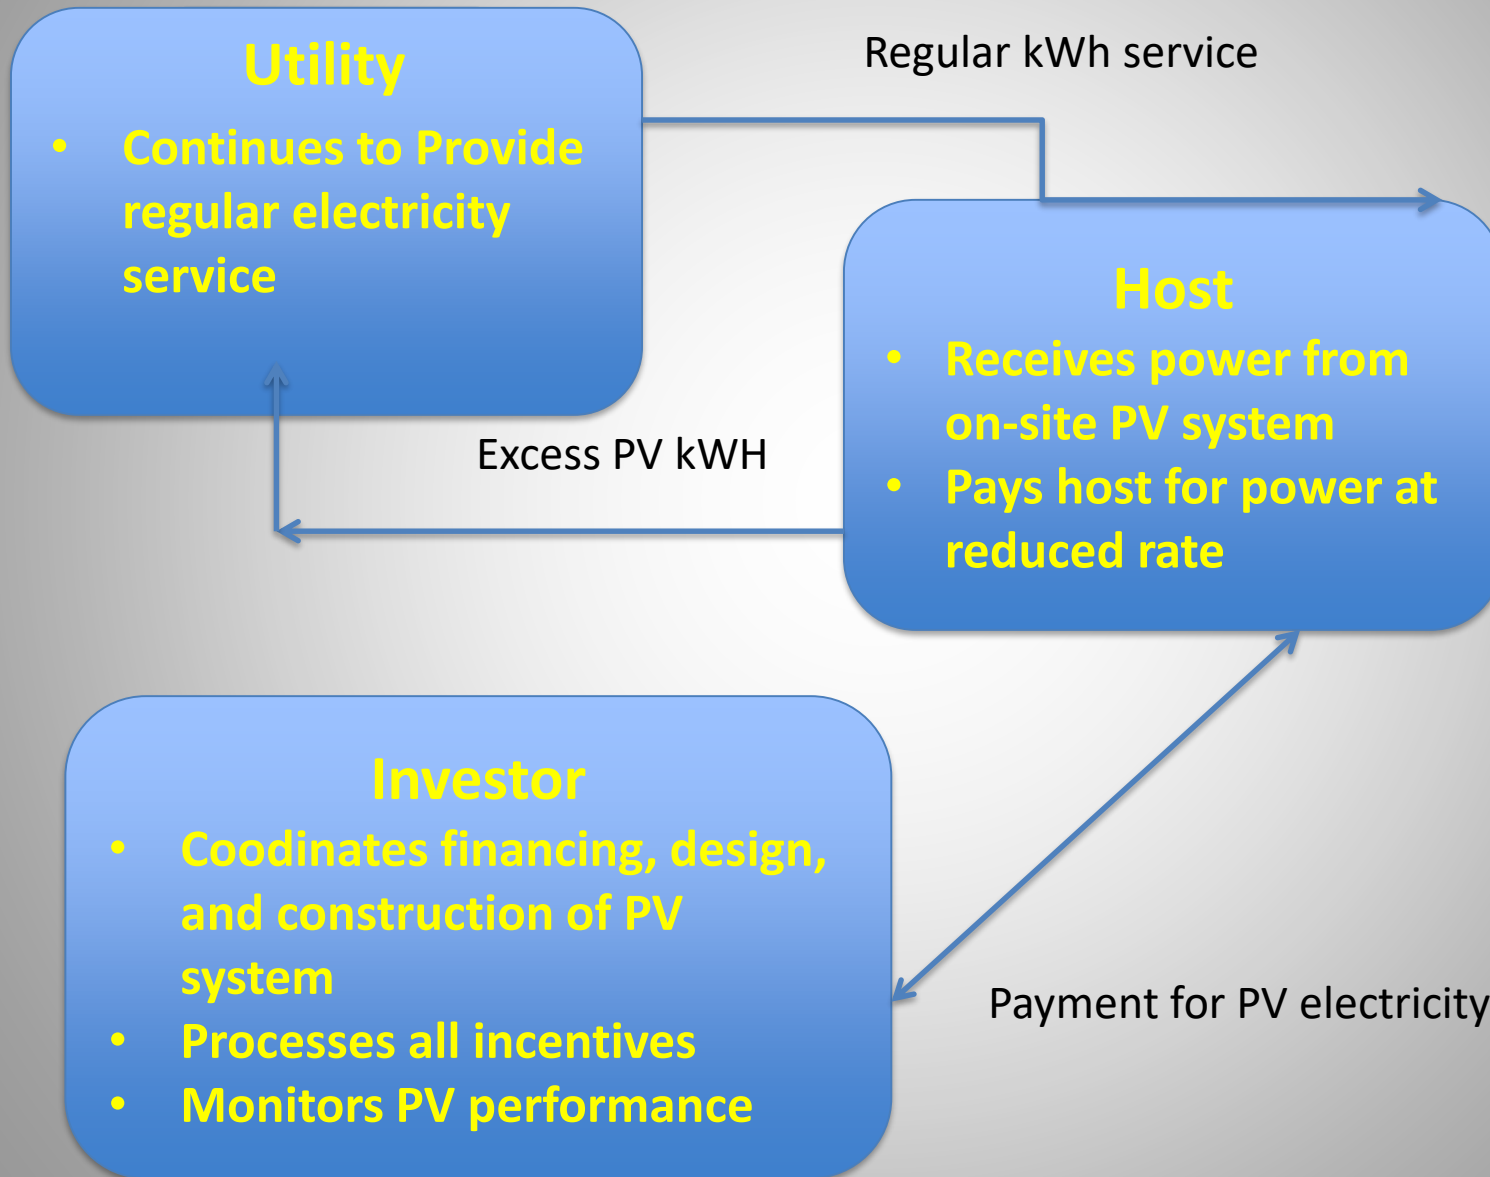 Utility
• Continues to Provide
regular electricity
service
Regular kWh service
Host
• Receives power from
on-site PV system
• Pays host for power at
reduced rate
Excess PV kWH
Investor
• Coodinates financing, design,
and construction of PV
system
• Processes all incentives
• Monitors PV performance
Payment for PV electricity